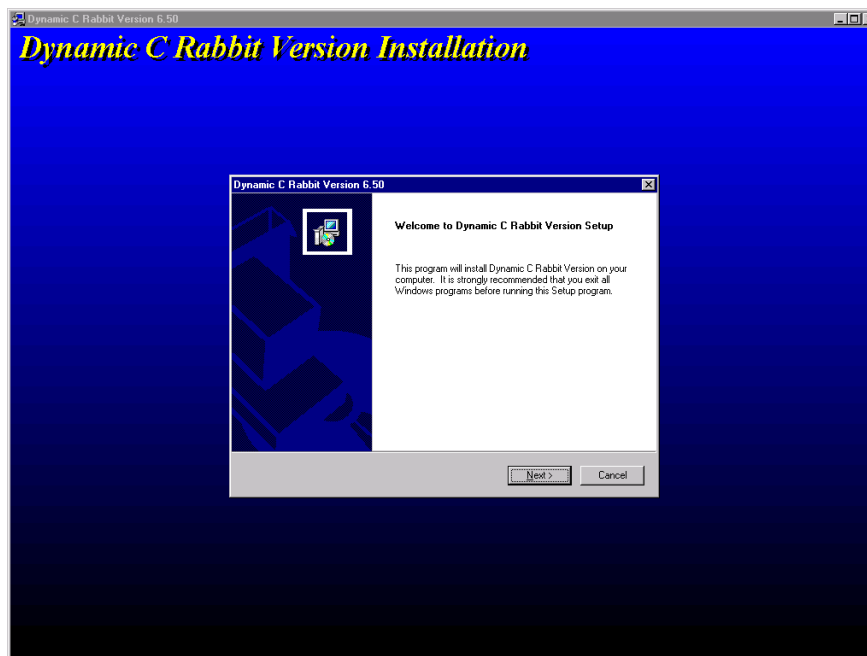 Dynamic C Rabbit Version 6.50
Dynamic C Rabbit Version Installation
Dynamic C Rabbit Version 6.50
Welcome to Dynamic C Rabbit Version Setup
This program will install Dynamic C Rabbit Version on your
computer.  It is strongly recommended that you exit all
Windows programs before running this Setup program.
Next >
Cancel